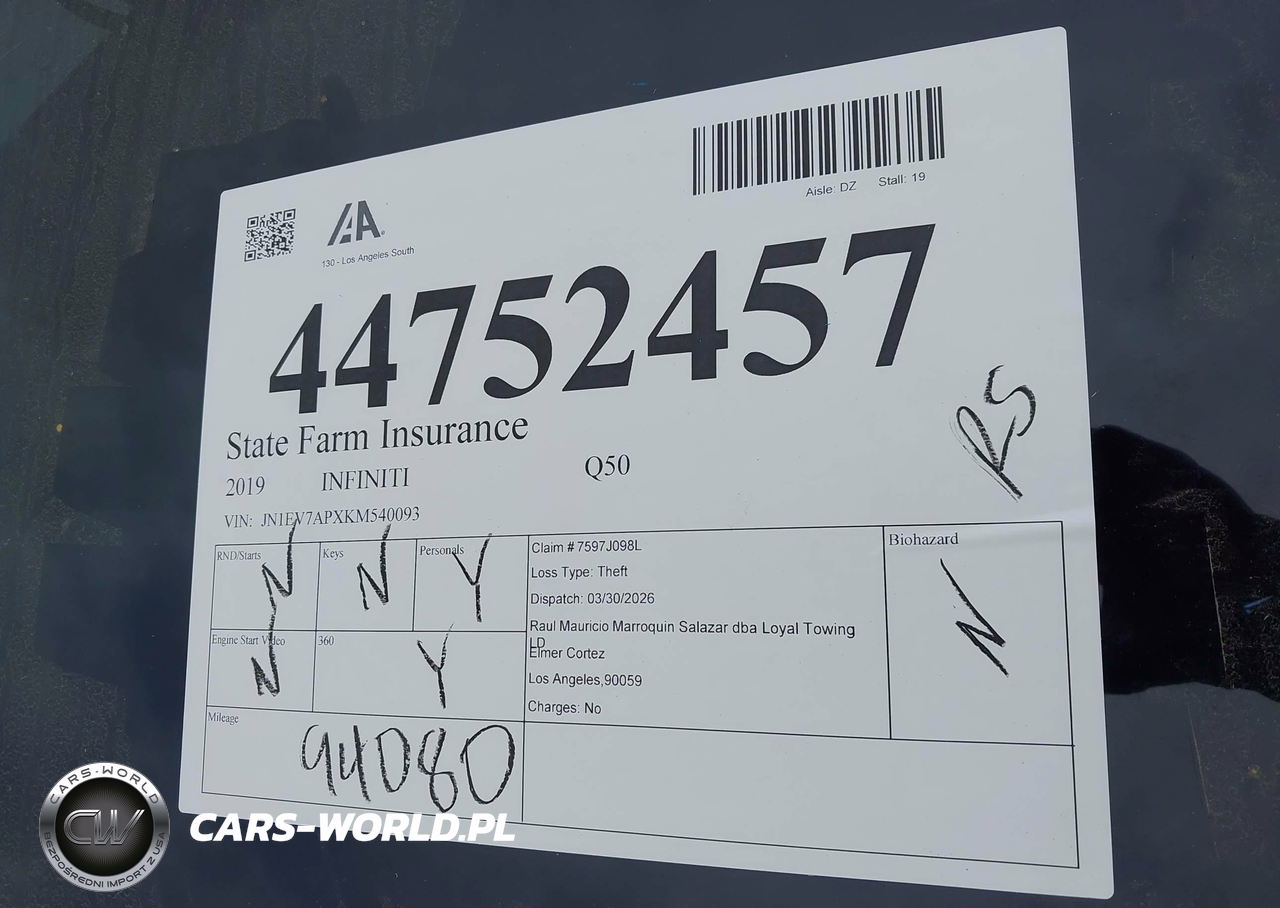 Aisle: DZ Stall: 19
IAA
130 - Los Angeles South
44752457
State Farm Insurance
2019 INFINITI Q50
RS
VIN: JN1EV7APXKM540093
RND/Starts N
Keys N
Personals Y
Engine Start Video N
360 Y
Mileage
94080
Claim # 7597J098L
Loss Type: Theft
Dispatch: 03/30/2026
Raul Mauricio Marroquin Salazar dba Loyal Towing
LD
Elmer Cortez
Los Angeles,90059
Charges: No
Biohazard
N
CARS-WORLD
CW
BEZPOŚREDNI IMPORT Z USA
CARS-WORLD.PL